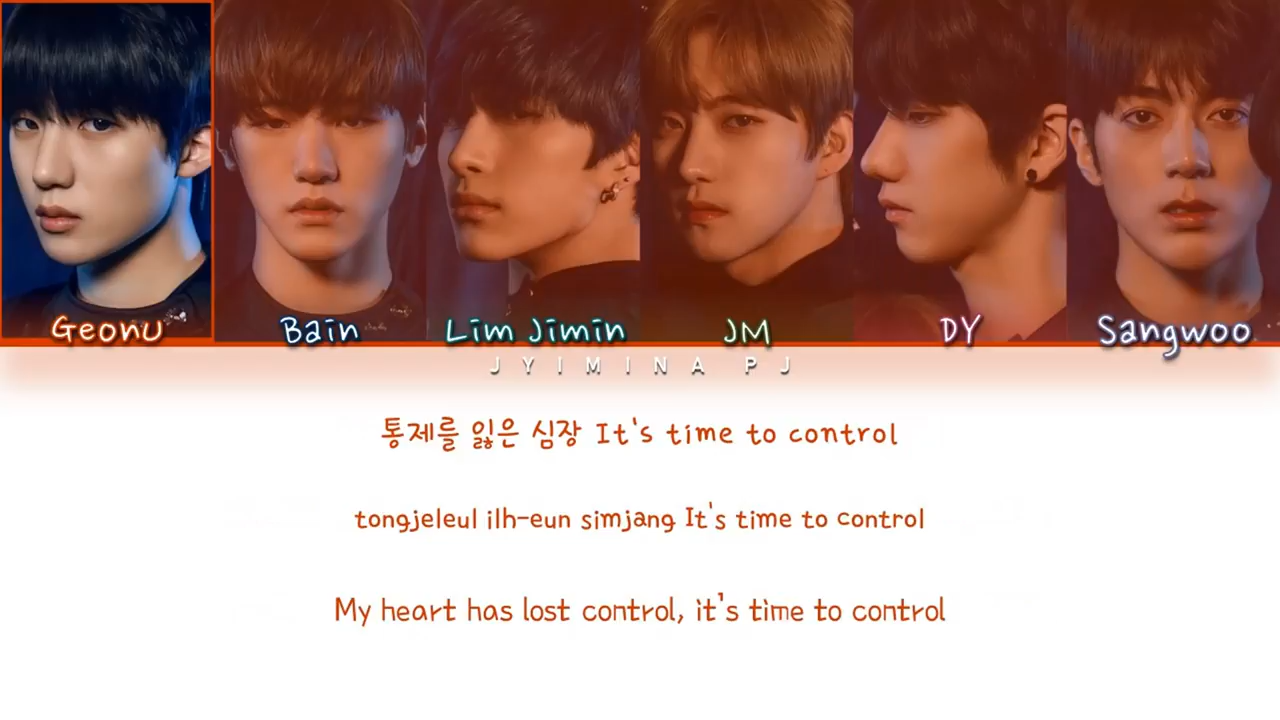 Geonu Bain Lim Jimin JM DY Sangwoo
JYIMINA PJ
통제를 잃은 심장 It's time to control
tongjeleul ilh-eun simjang It's time to control
My heart has lost control, it's time to control